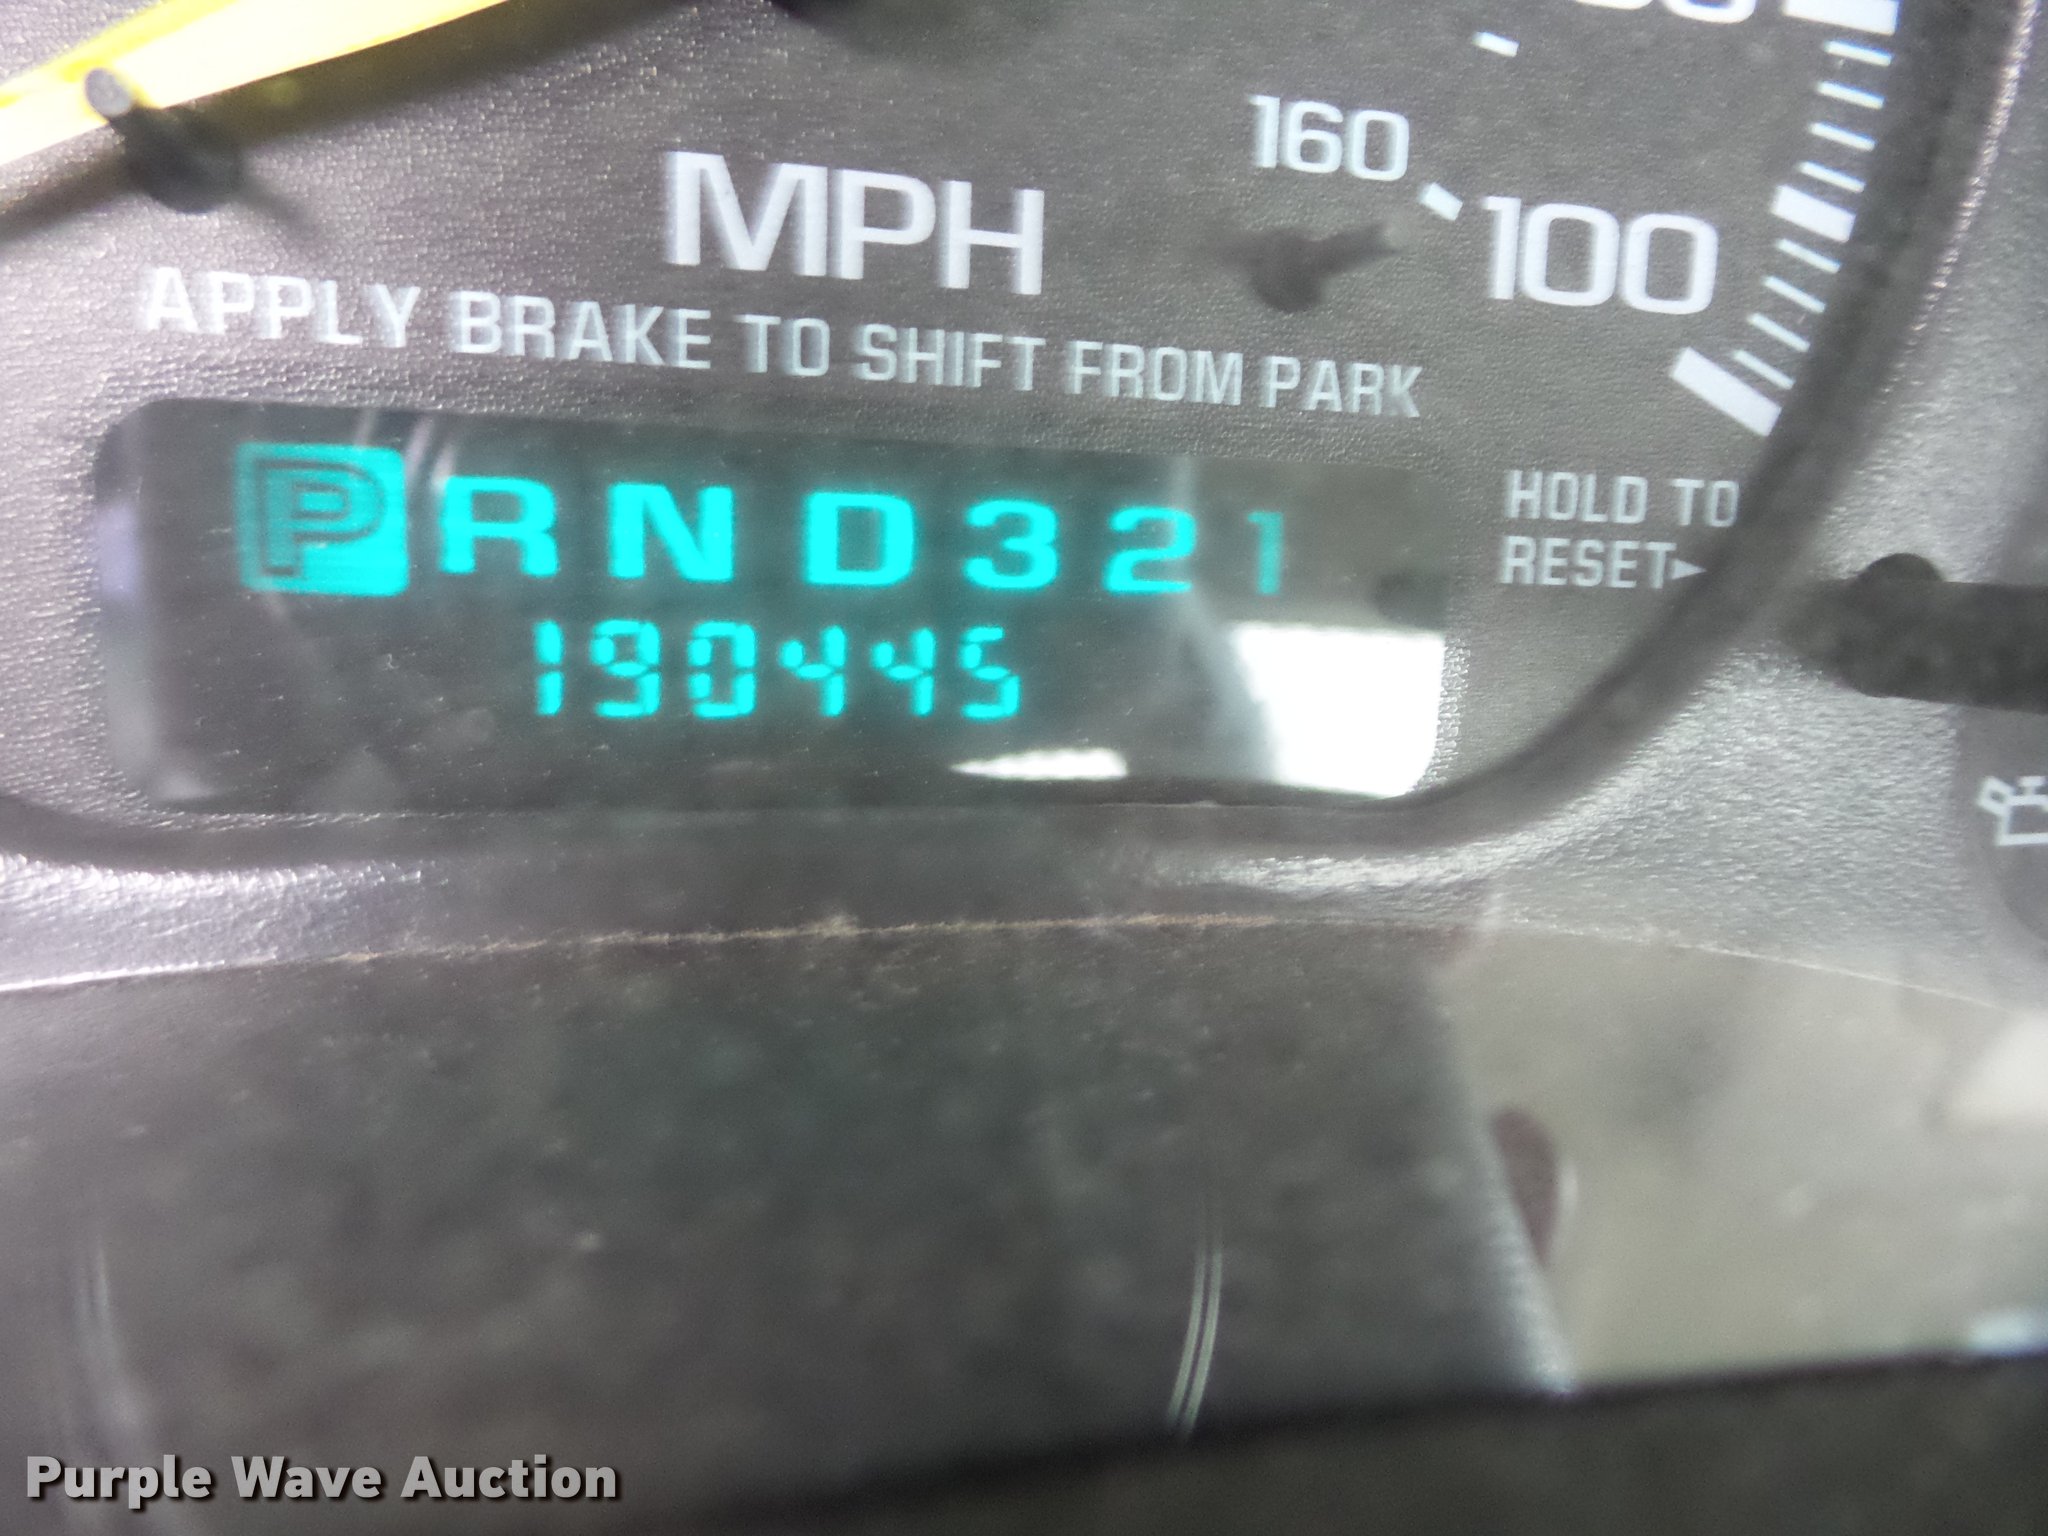 160
MPH
100
APPLY BRAKE TO SHIFT FROM PARK
PRND321
HOLD TO
RESET►
190445
Purple Wave Auction